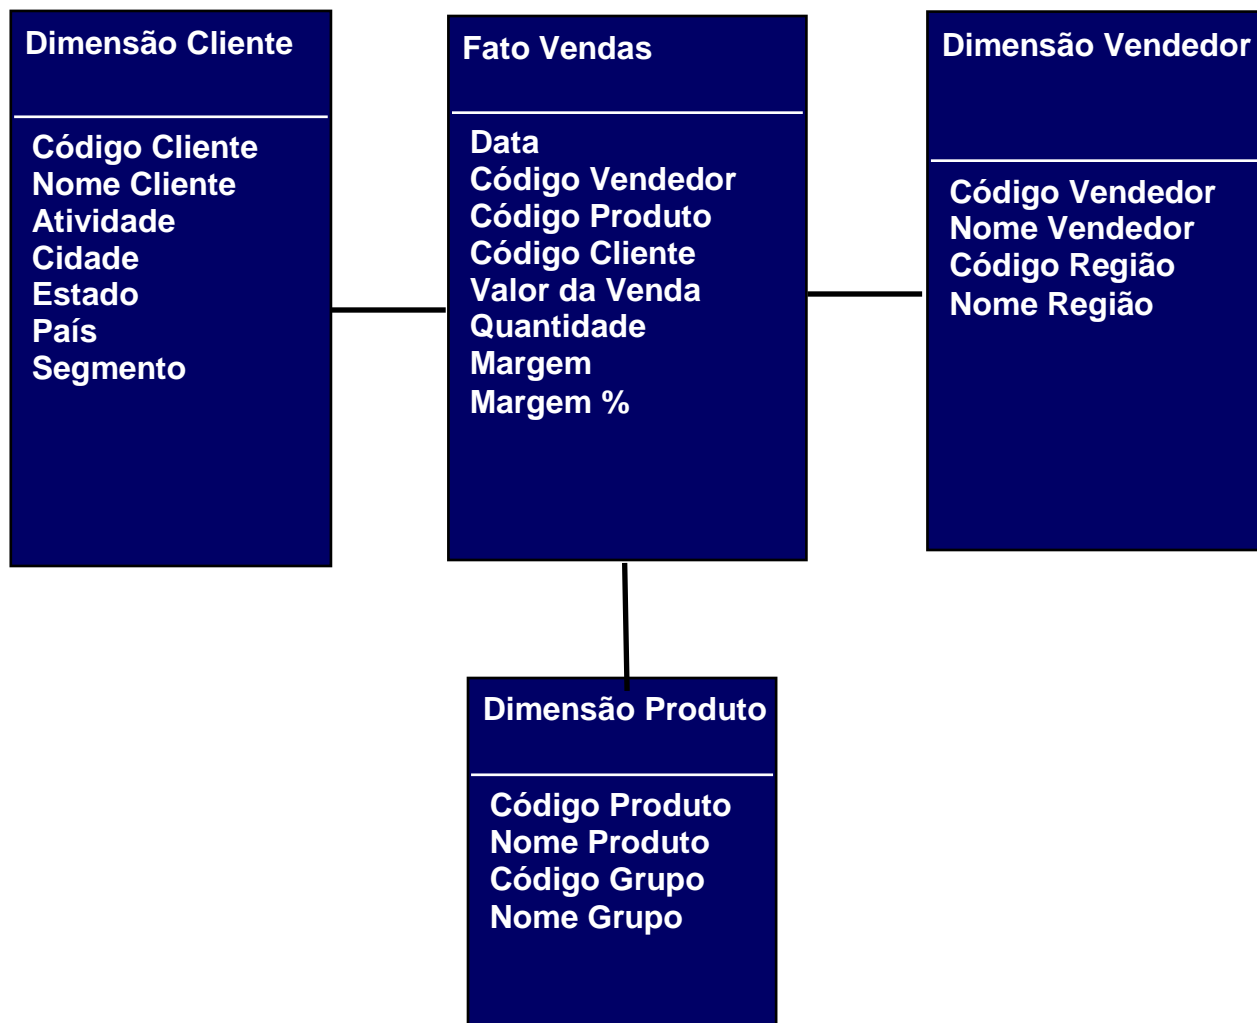 Dimensão Cliente
Código Cliente
Nome Cliente
Atividade
Cidade
Estado
País
Segmento
Fato Vendas
Data
Código Vendedor
Código Produto
Código Cliente
Valor da Venda
Quantidade
Margem
Margem %
Dimensão Vendedor
Código Vendedor
Nome Vendedor
Código Região
Nome Região
Dimensão Produto
Código Produto
Nome Produto
Código Grupo
Nome Grupo